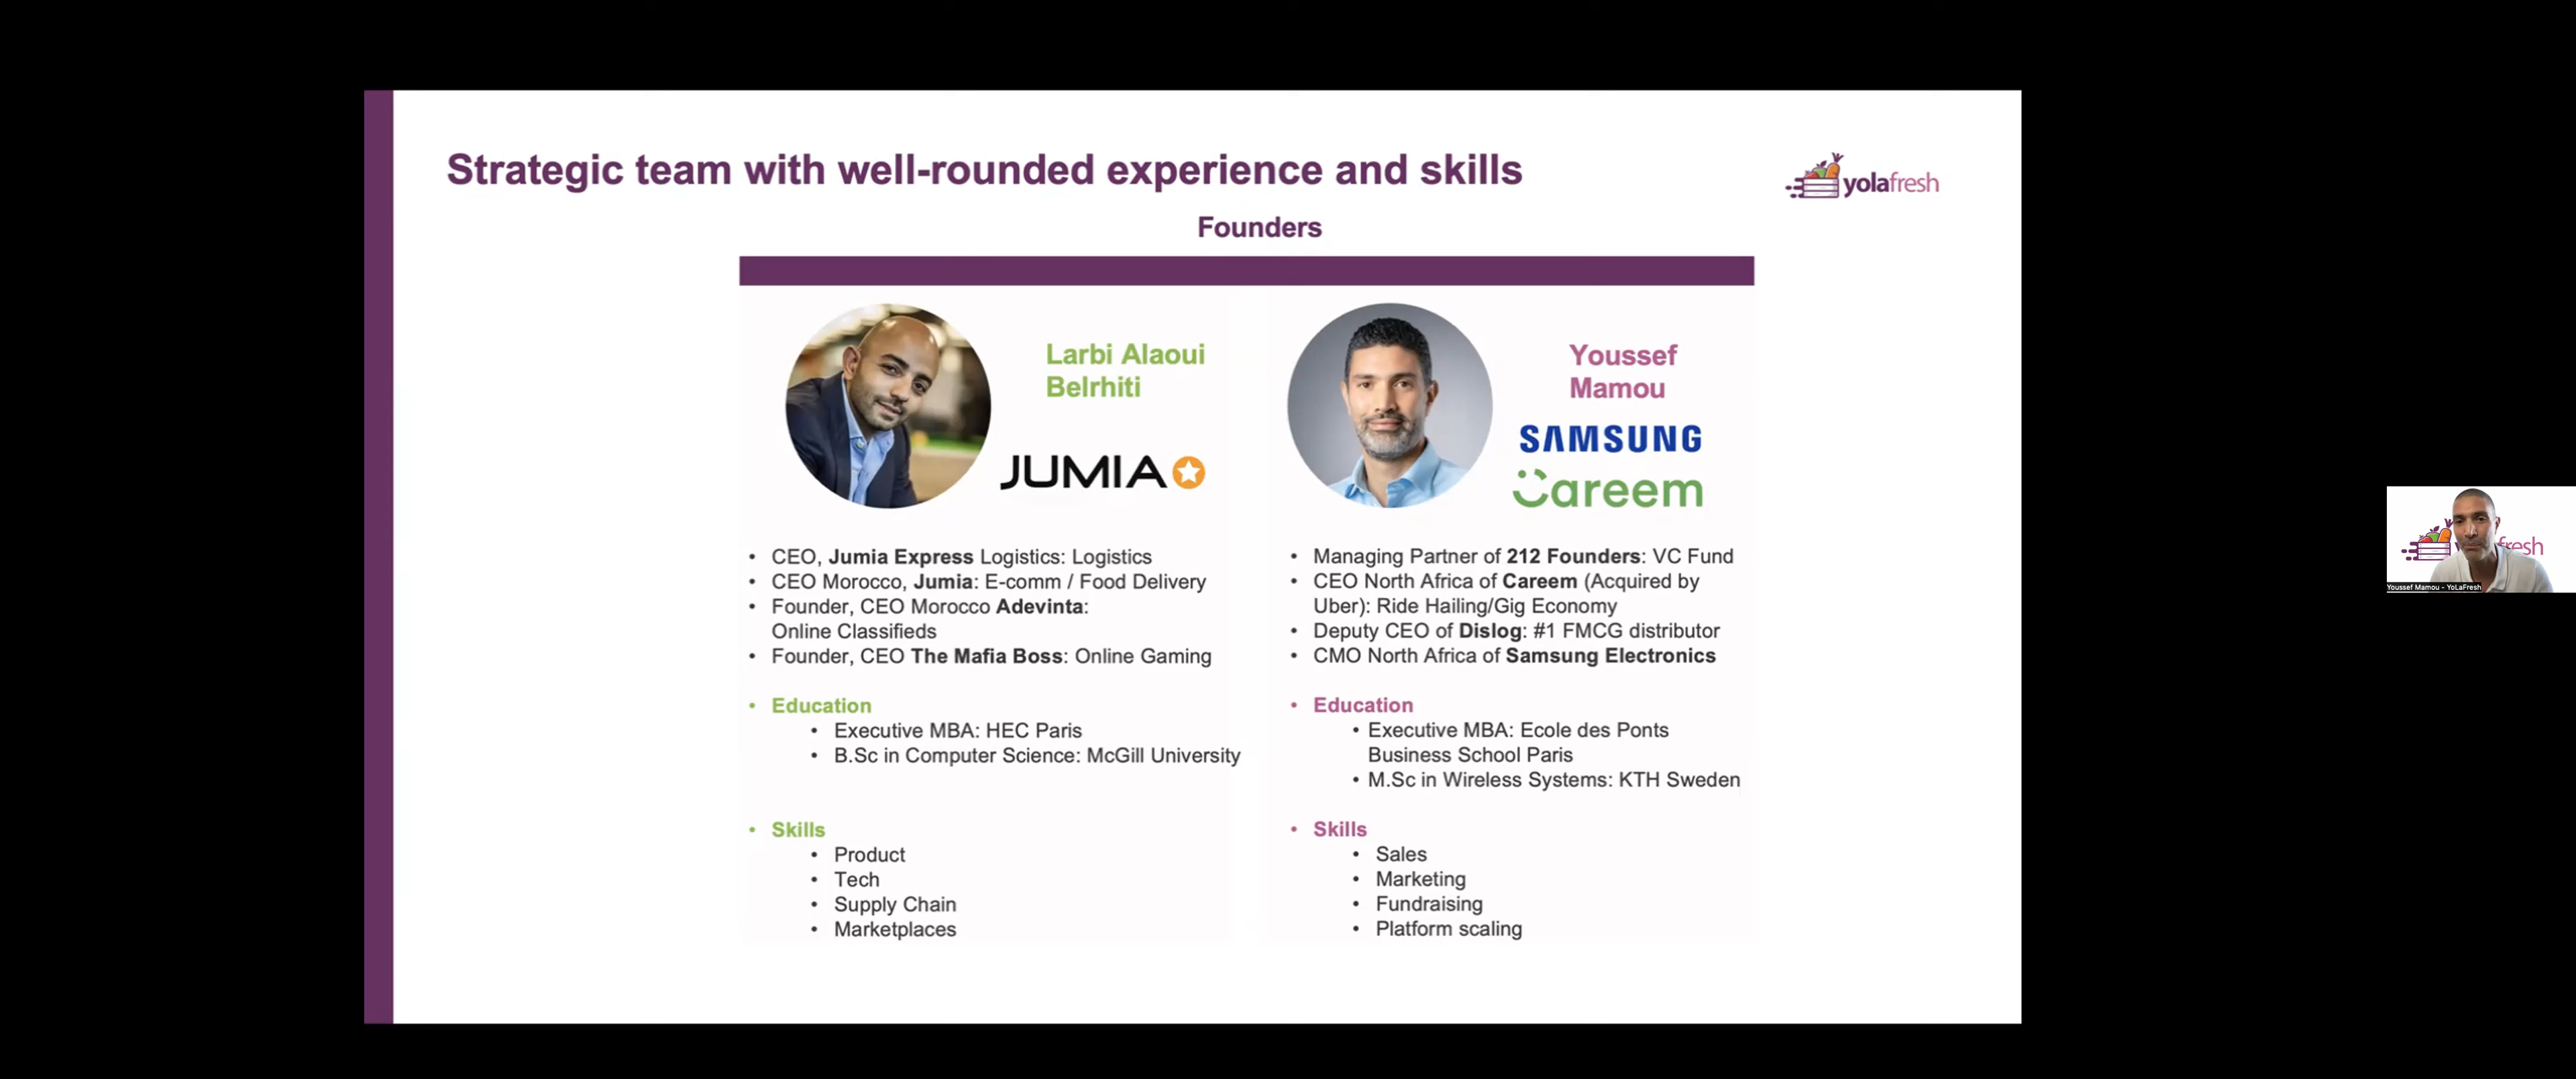 Strategic team with well-rounded experience and skills
yolafresh
Founders
Larbi Alaoui
Belrhiti
JUMIA
• CEO, Jumia Express Logistics: Logistics
• CEO Morocco, Jumia: E-comm / Food Delivery
• Founder, CEO Morocco Adevinta:
Online Classifieds
• Founder, CEO The Mafia Boss: Online Gaming
• Education
• Executive MBA: HEC Paris
• B.Sc in Computer Science: McGill University
• Skills
• Product
• Tech
• Supply Chain
• Marketplaces
Youssef
Mamou
SAMSUNG
Careem
• Managing Partner of 212 Founders: VC Fund
• CEO North Africa of Careem (Acquired by
Uber): Ride Hailing/Gig Economy
• Deputy CEO of Dislog: #1 FMCG distributor
• CMO North Africa of Samsung Electronics
• Education
• Executive MBA: Ecole des Ponts
Business School Paris
• M.Sc in Wireless Systems: KTH Sweden
• Skills
• Sales
• Marketing
• Fundraising
• Platform scaling
Youssef Mamou - YoLaFresh